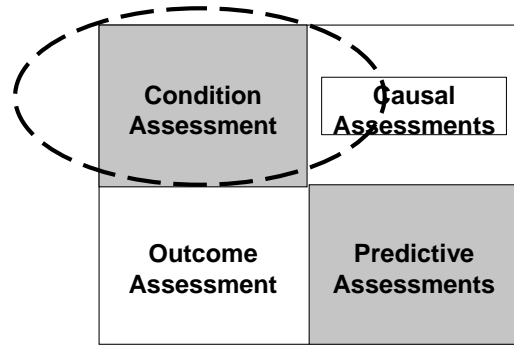 Condition
Assessment
Causal
Assessments
Outcome
Assessment
Predictive
Assessments